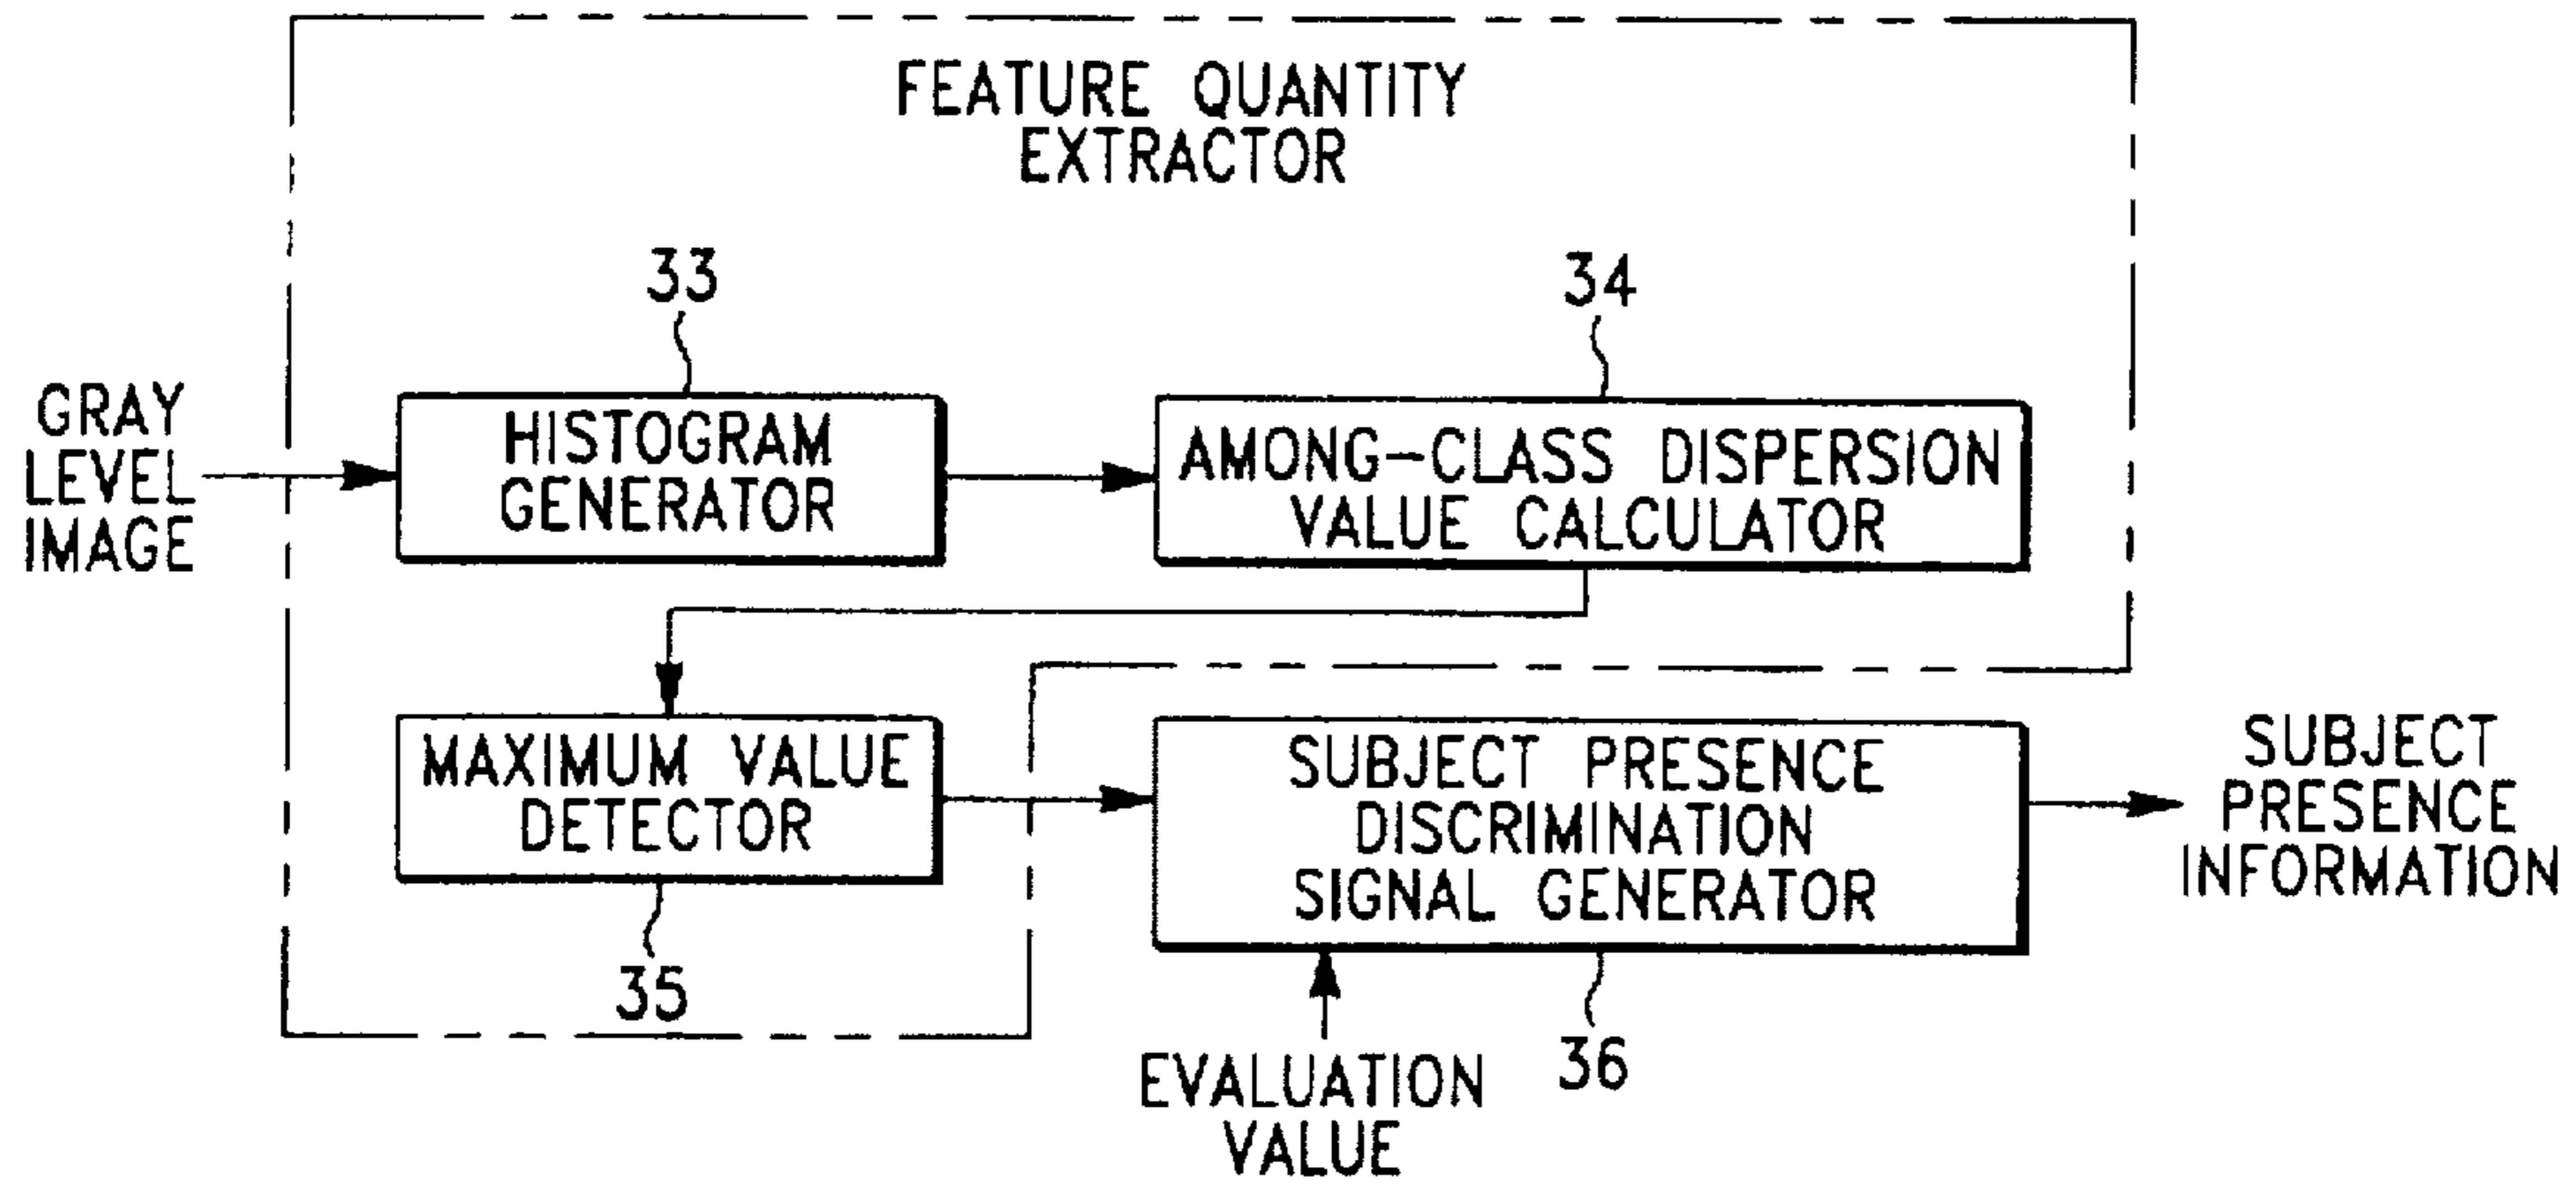 FEATURE QUANTITY
EXTRACTOR
33
34
GRAY
LEVEL
IMAGE
HISTOGRAM
GENERATOR
AMONG-CLASS DISPERSION
VALUE CALCULATOR
MAXIMUM VALUE
DETECTOR
35
SUBJECT PRESENCE
DISCRIMINATION
SIGNAL GENERATOR
36
SUBJECT
PRESENCE
INFORMATION
EVALUATION
VALUE